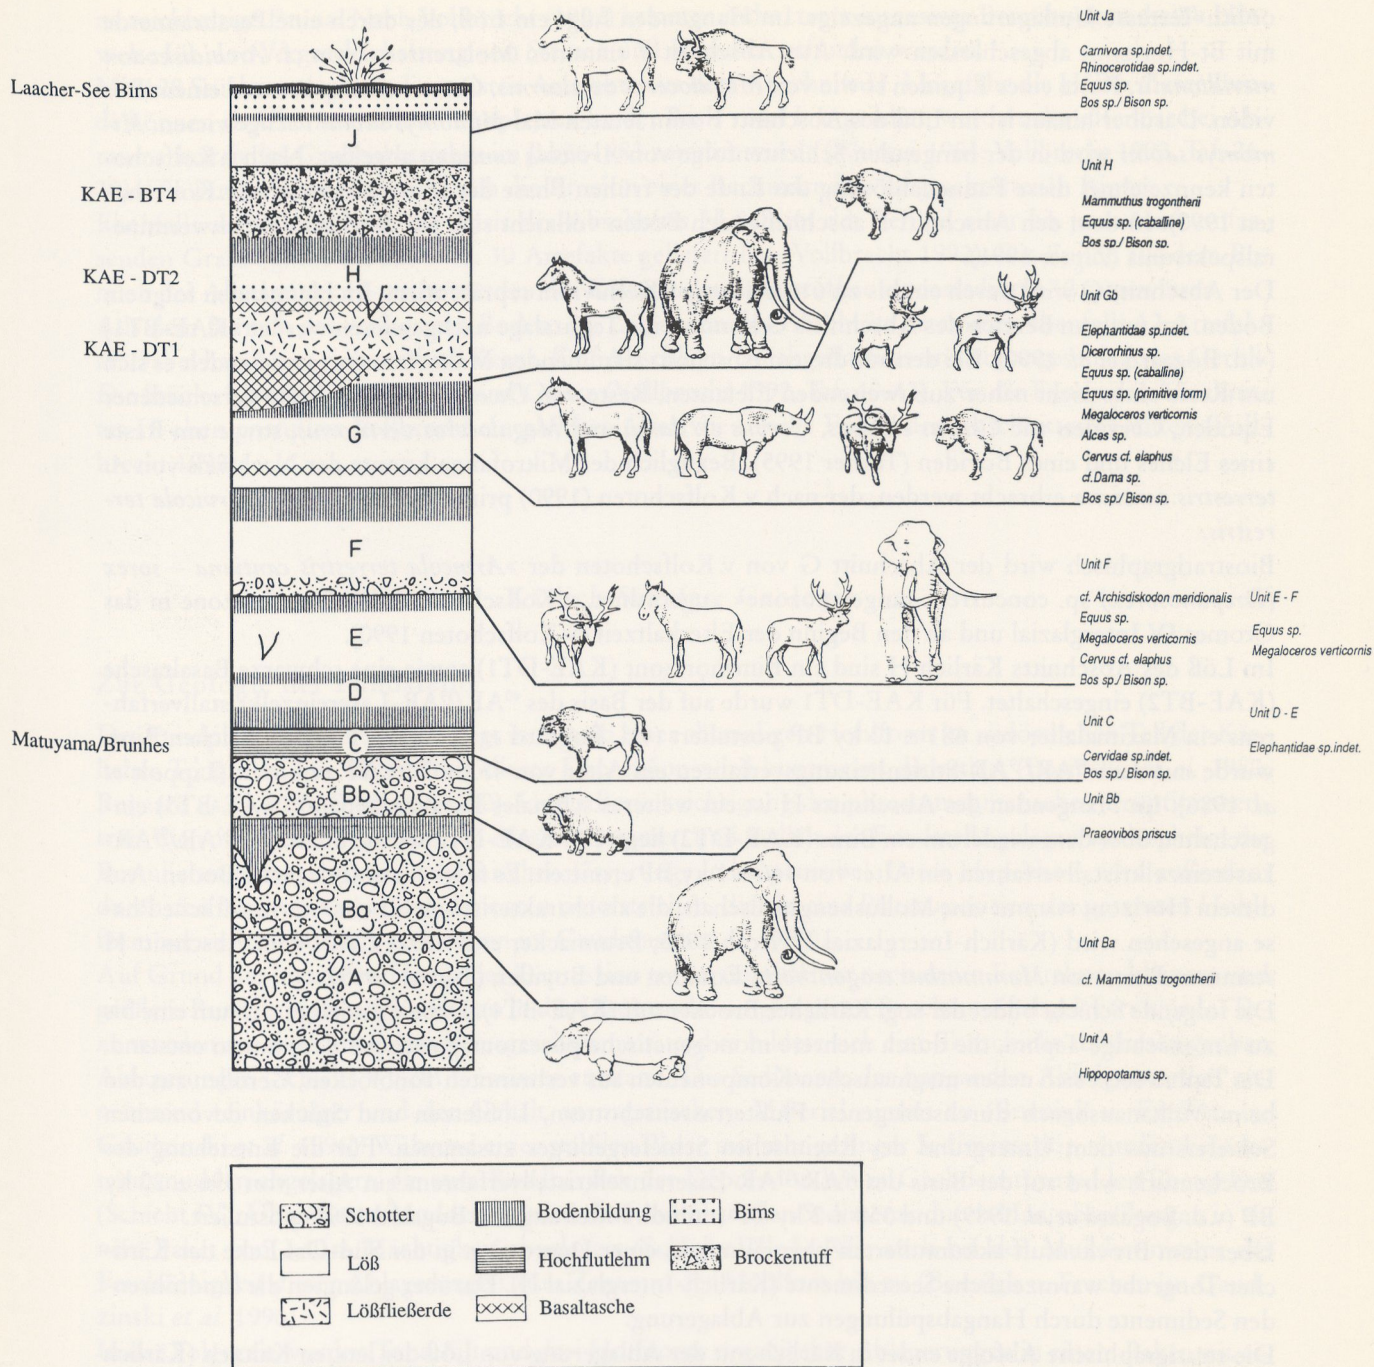 Laacher-See Bims
KAE - BT4
KAE - DT2
KAE - DT1
Matuyama/Brunhes
J
H
G
F
E
D
C
Bb
Ba
A
Unit Ja
Carnivora sp.indet.
Rhinocerotidae sp.indet.
Equus sp.
Bos sp./ Bison sp.
Unit H
Mammuthus trogontherii
Equus sp. (caballine)
Bos sp./ Bison sp.
Unit Gb
Elephantidae sp.indet.
Dicerorhinus sp.
Equus sp. (caballine)
Equus sp. (primitive form)
Megaloceros verticornis
Alces sp.
Cervus cf. elaphus
cf.Dama sp.
Bos sp./ Bison sp.
Unit F
cf. Archisdiskodon meridionalis
Equus sp.
Megaloceros verticornis
Cervus cf. elaphus
Bos sp./ Bison sp.
Unit E - F
Equus sp.
Megaloceros verticornis
Unit C
Cervidae sp.indet.
Bos sp./ Bison sp.
Unit D - E
Elephantidae sp.indet.
Unit Bb
Praeovibos priscus
Unit Ba
cf. Mammuthus trogontherii
Unit A
Hippopotamus sp.
Schotter
Löß
Lößfließerde
Bodenbildung
Hochflutlehm
Basaltasche
Bims
Brockentuff